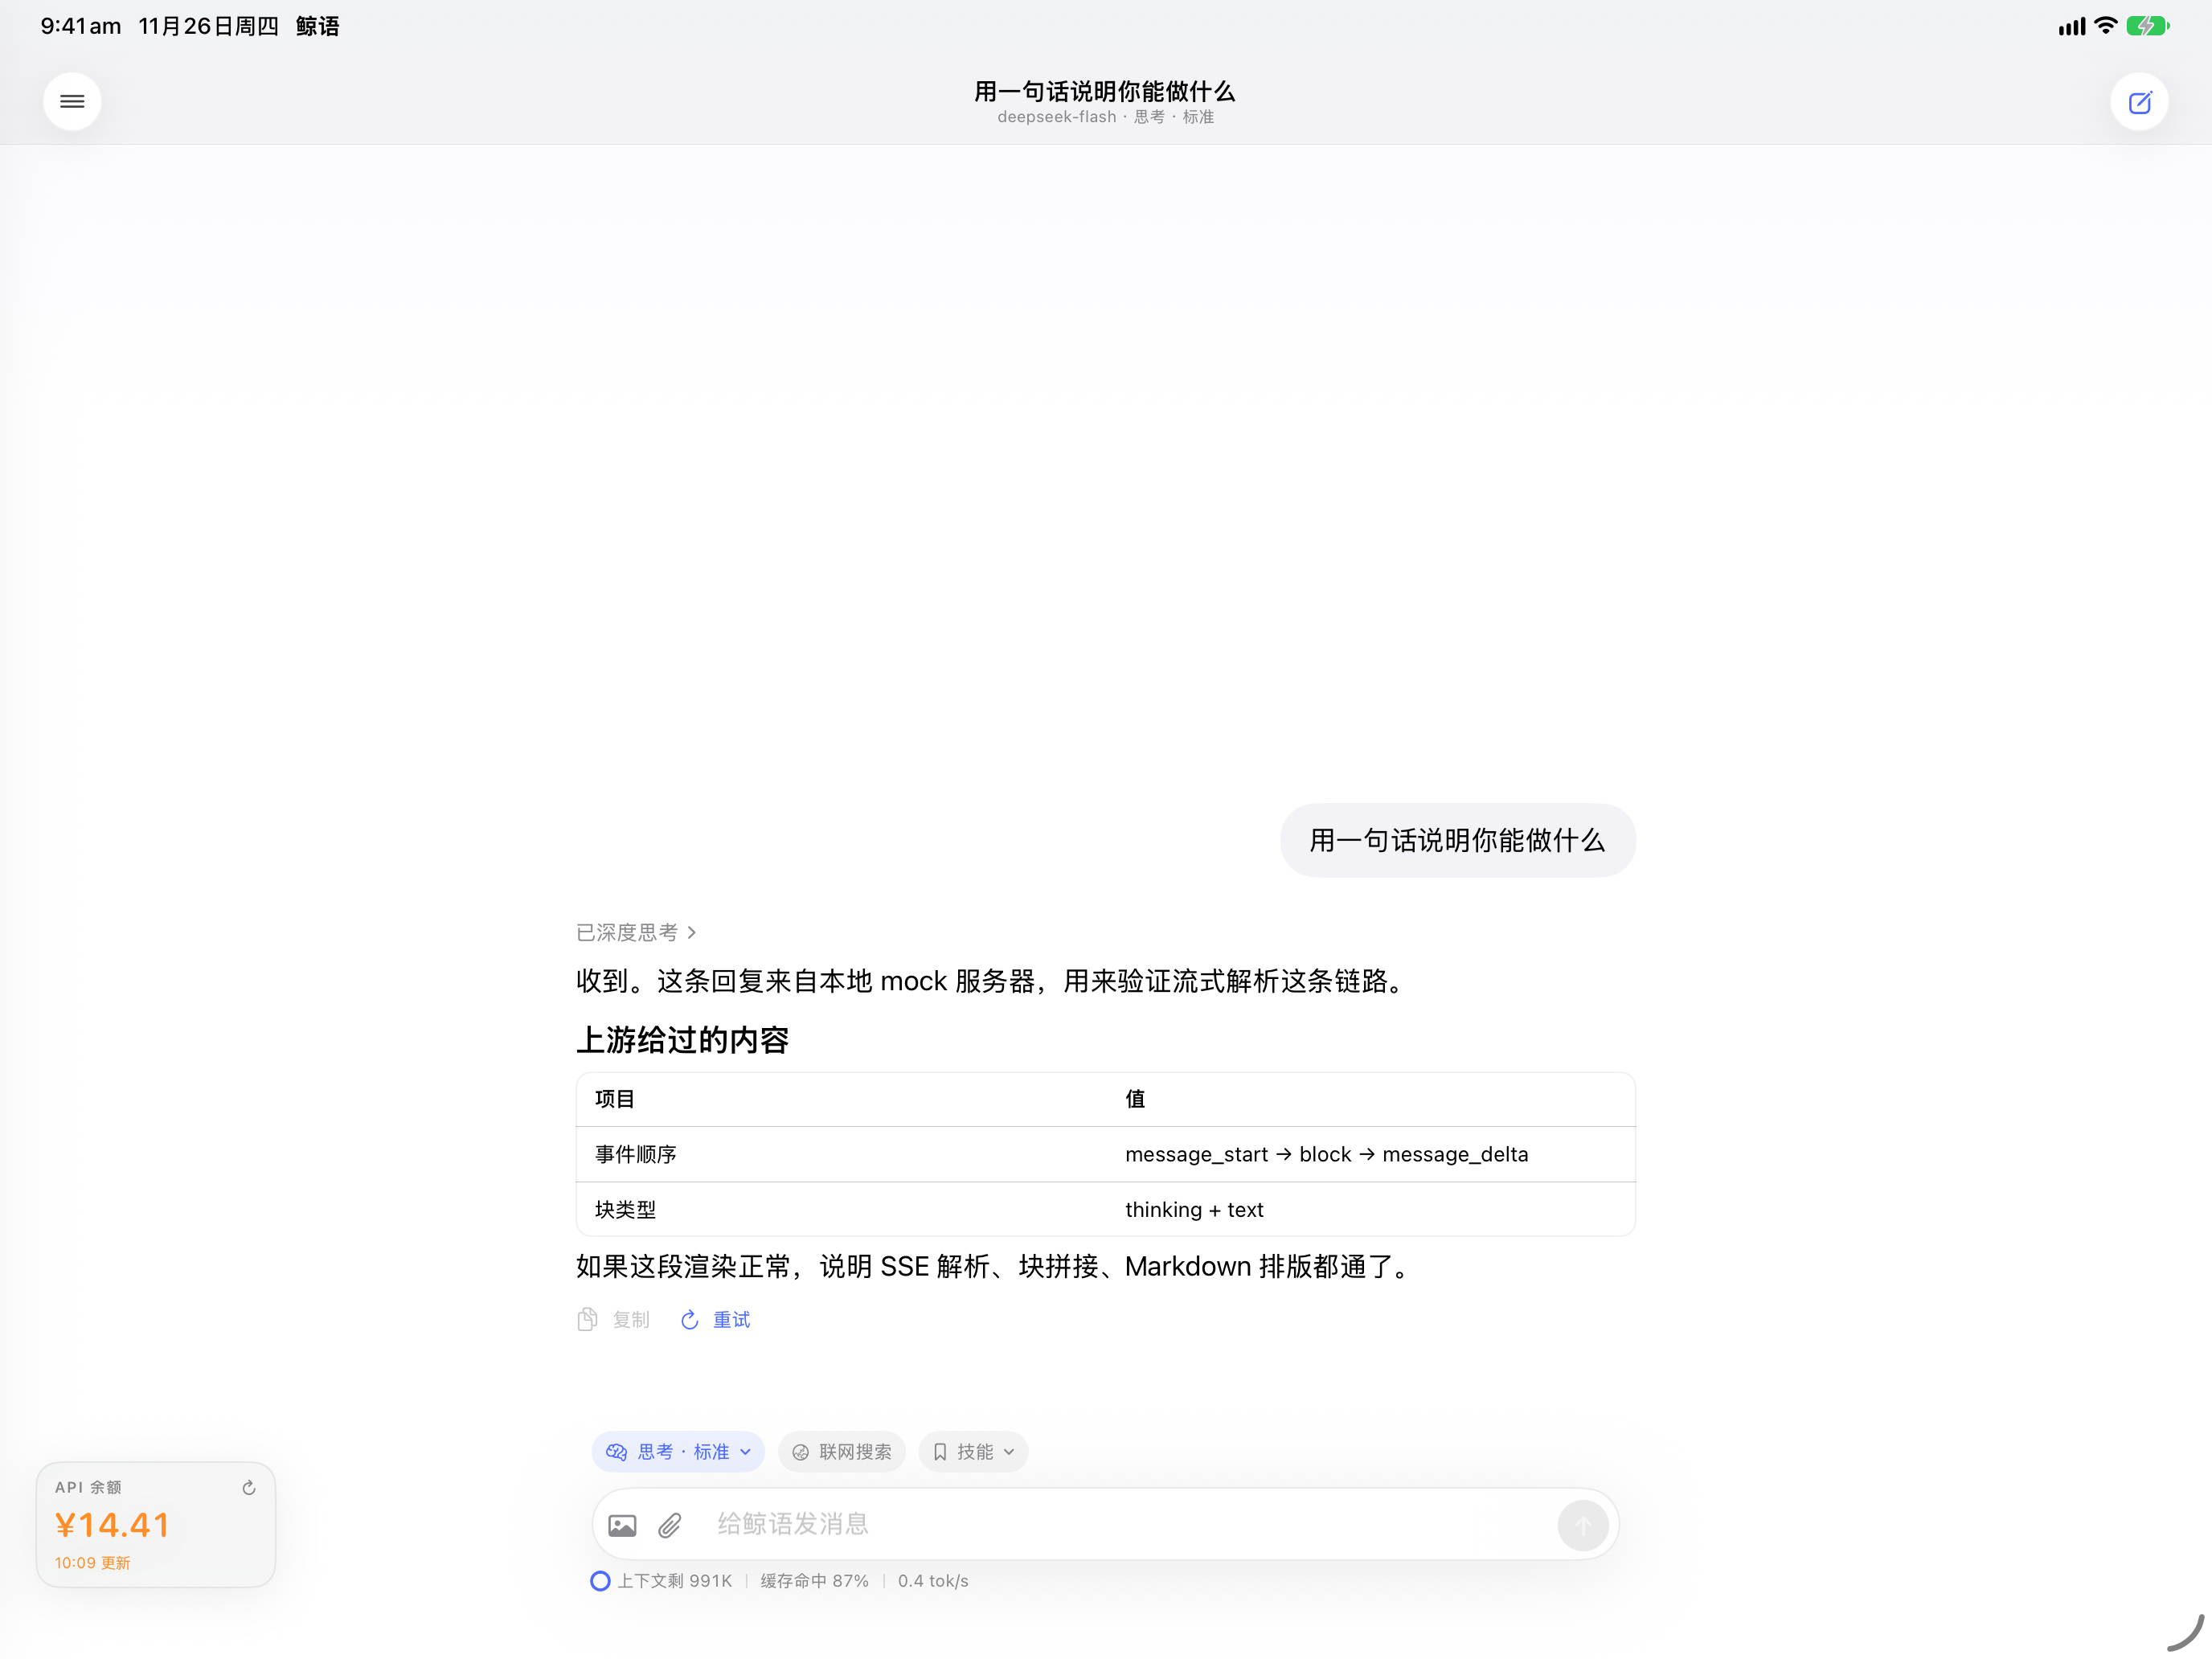 9:41am 11月26日周四 鲸语
用一句话说明你能做什么
deepseek-flash · 思考 · 标准
用一句话说明你能做什么
已深度思考
收到。这条回复来自本地 mock 服务器，用来验证流式解析这条链路。
上游给过的内容
项目 值
事件顺序 message_start → block → message_delta
块类型 thinking + text
如果这段渲染正常，说明 SSE 解析、块拼接、Markdown 排版都通了。
复制 重试
思考 · 标准 联网搜索 技能
API 余额
¥14.41
10:09 更新
给鲸语发消息
上下文剩 991K | 缓存命中 87% | 0.4 tok/s